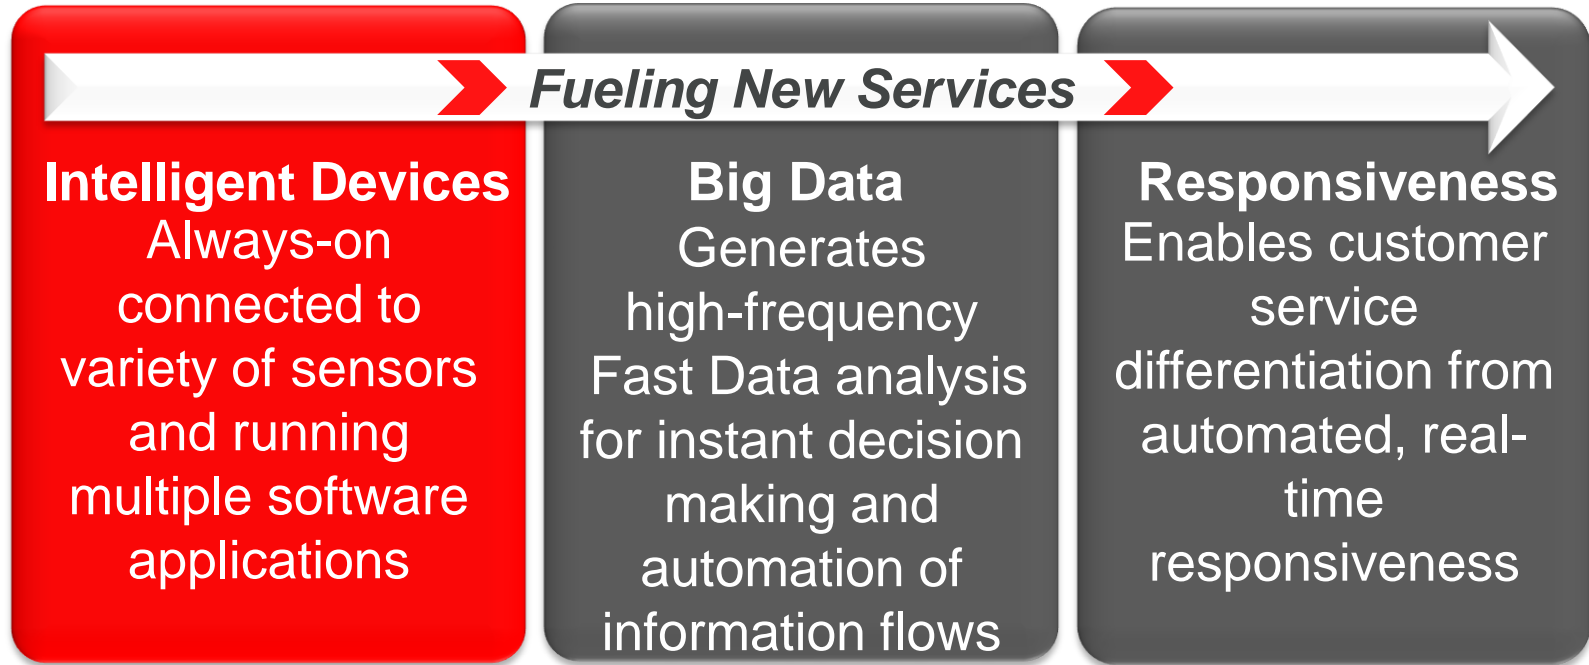 Fueling New Services
Intelligent Devices
Always-on
connected to
variety of sensors
and running
multiple software
applications
Big Data
Generates
high-frequency
Fast Data analysis
for instant decision
making and
automation of
information flows
Responsiveness
Enables customer
service
differentiation from
automated, real-
time
responsiveness